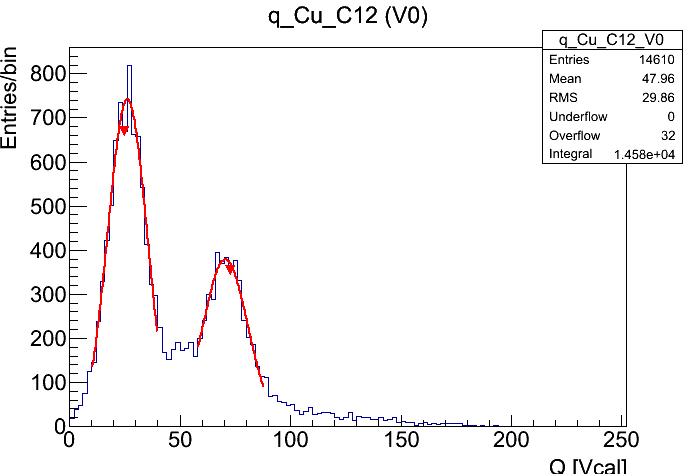 q_Cu_C12 (V0)
q_Cu_C12_V0
Entries 14610
Mean 47.96
RMS 29.86
Underflow 0
Overflow 32
Integral 1.458e+04
Entries/bin
800
700
600
500
400
300
200
100
0
0 50 100 150 200 250
Q [Vcal]